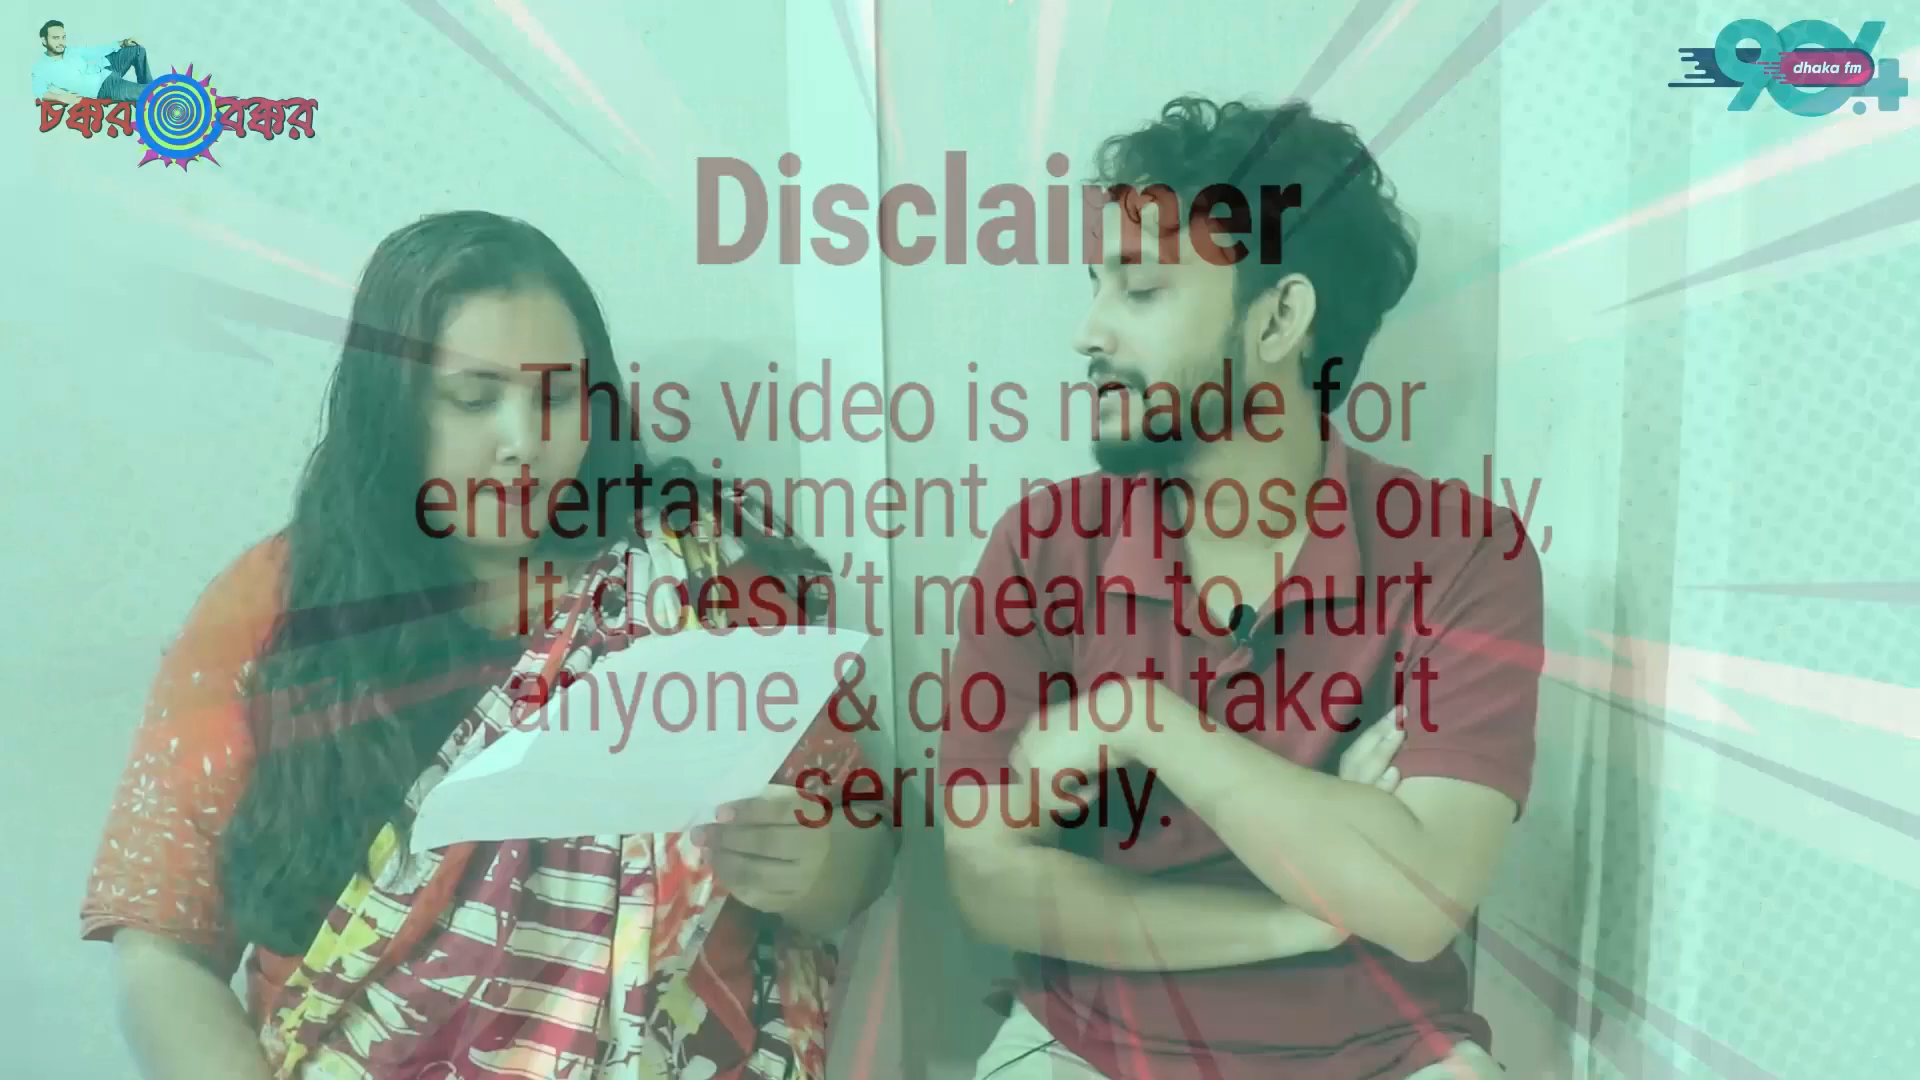 চক্কর বক্কর
90.4+
dhaka fm
Disclaimer
This video is made for
entertainment purpose only,
It doesn't mean to hurt
anyone & do not take it
seriously.